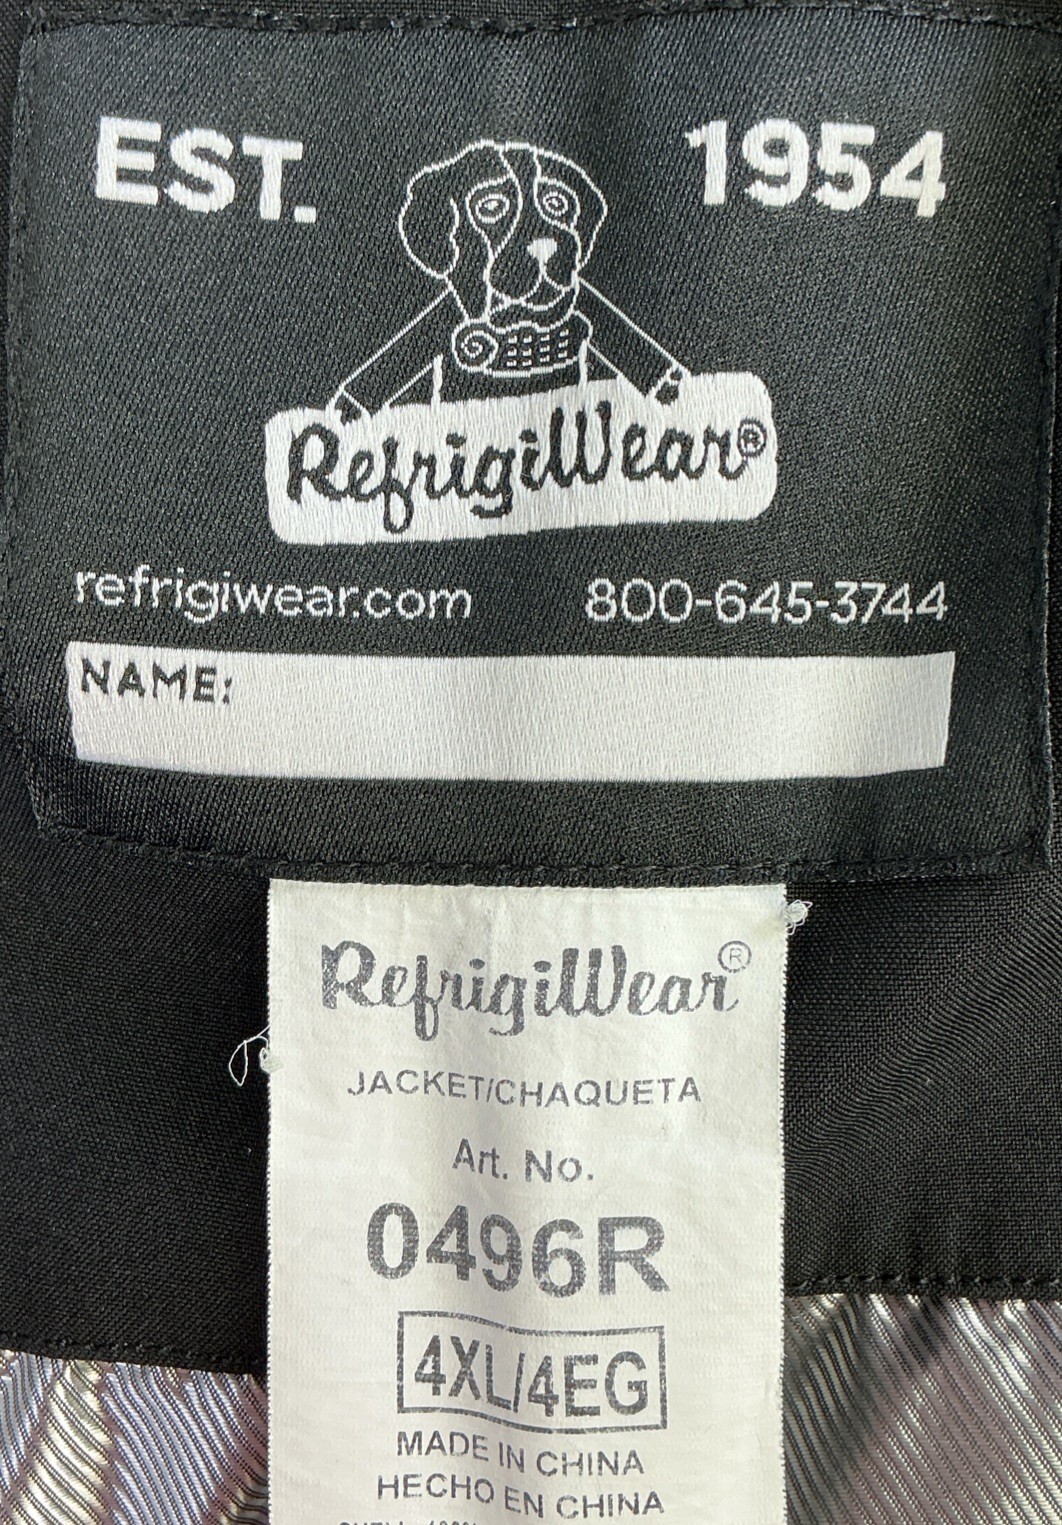 EST. 1954
RefrigiWear®
refrigiwear.com 800-645-3744
NAME:
RefrigiWear®
JACKET/CHAQUETA
Art. No.
0496R
4XL/4EG
MADE IN CHINA
HECHO EN CHINA